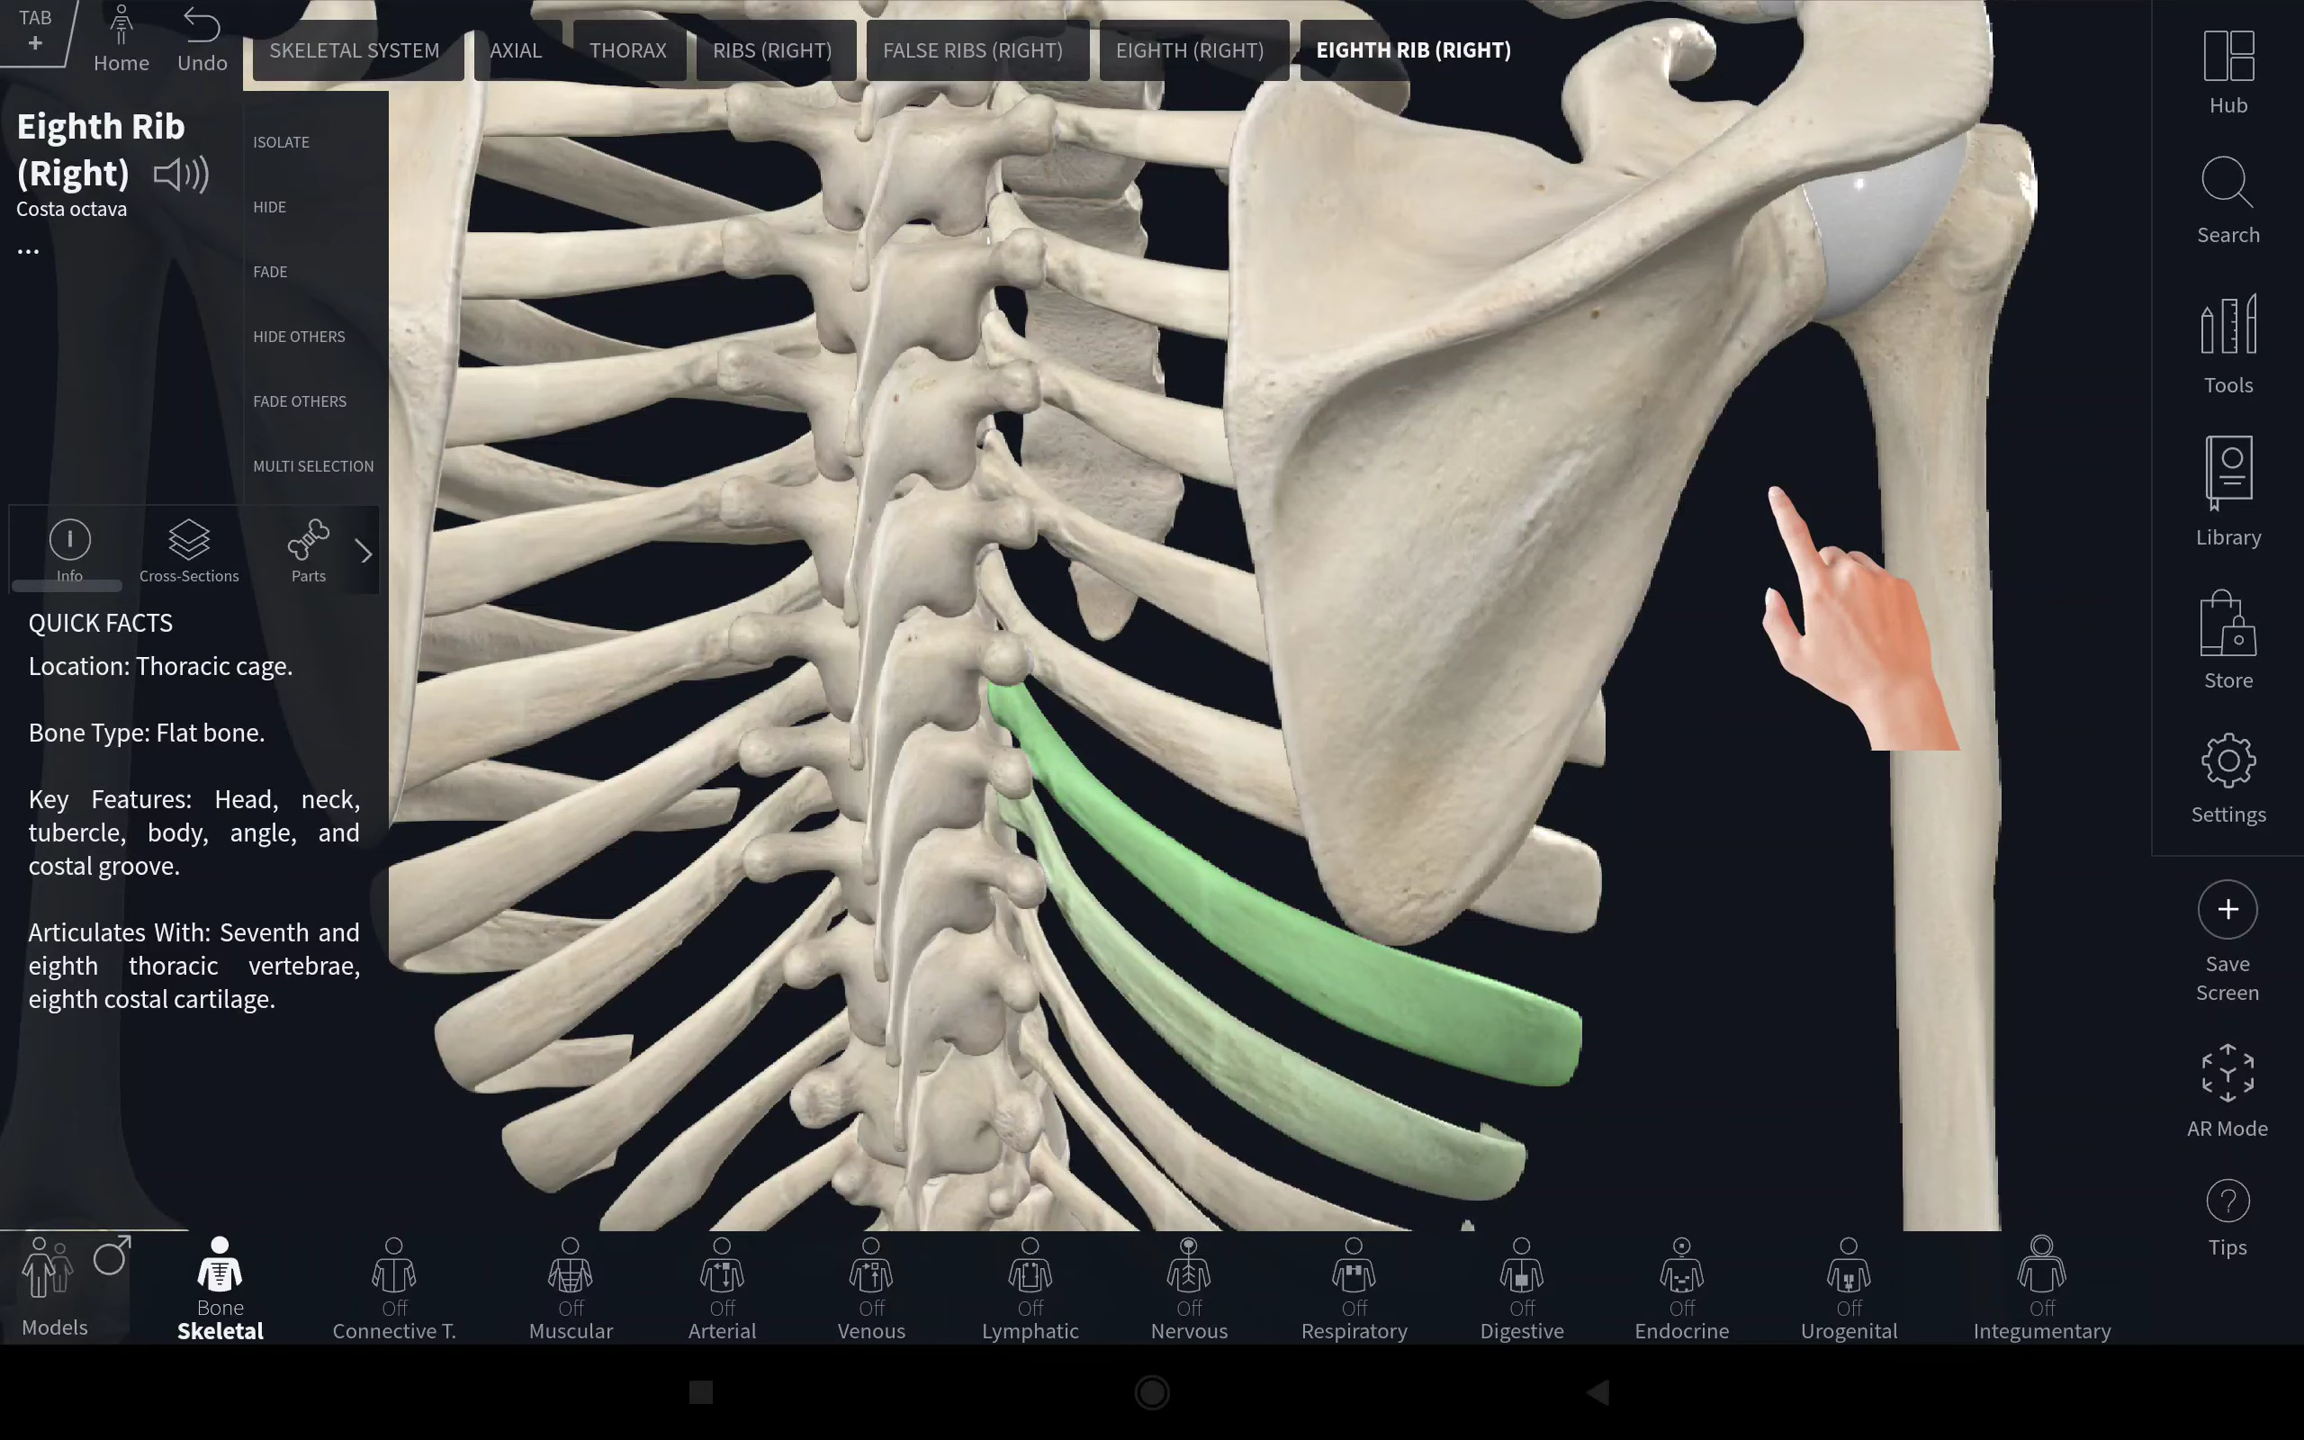 TAB
+
Home
Undo
SKELETAL SYSTEM
AXIAL
THORAX
RIBS (RIGHT)
FALSE RIBS (RIGHT)
EIGHTH (RIGHT)
EIGHTH RIB (RIGHT)
Eighth Rib
(Right)
Costa octava
...
ISOLATE
HIDE
FADE
HIDE OTHERS
FADE OTHERS
MULTI SELECTION
Info
Cross-Sections
Parts
QUICK FACTS
Location: Thoracic cage.
Bone Type: Flat bone.
Key Features: Head, neck,
tubercle, body, angle, and
costal groove.
Articulates With: Seventh and
eighth thoracic vertebrae,
eighth costal cartilage.
Hub
Search
Tools
Library
Store
Settings
Save
Screen
AR Mode
Tips
Models
Bone
Skeletal
Off
Connective T.
Off
Muscular
Off
Arterial
Off
Venous
Off
Lymphatic
Off
Nervous
Off
Respiratory
Off
Digestive
Off
Endocrine
Off
Urogenital
Off
Integumentary